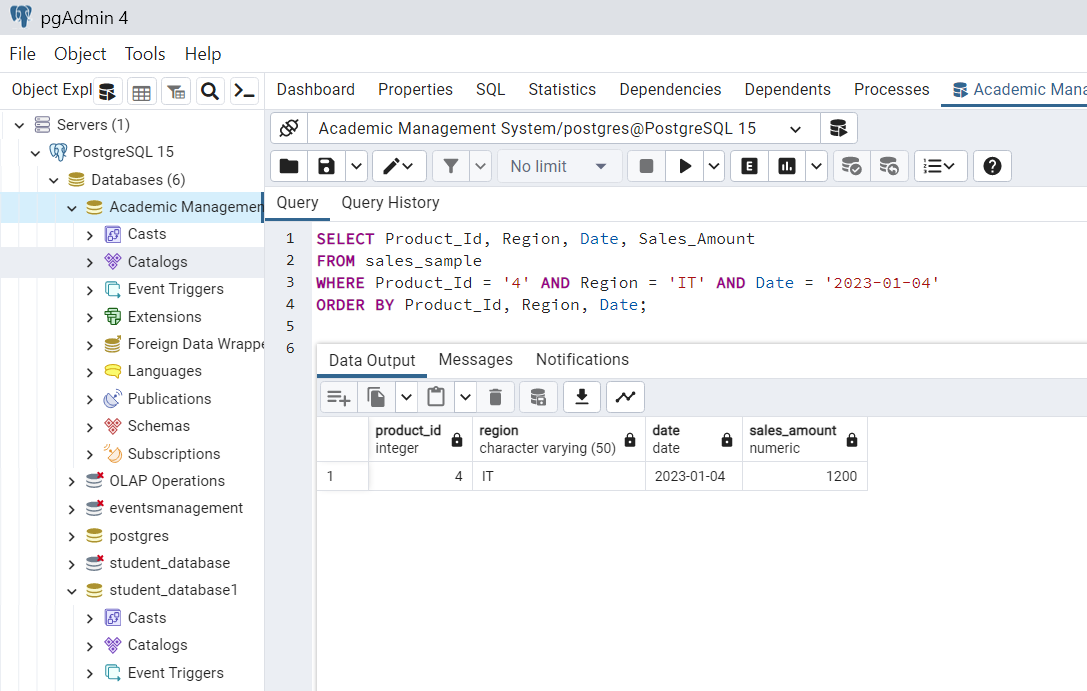 pgAdmin 4
File Object Tools Help
Object Expl
Dashboard Properties SQL Statistics Dependencies Dependents Processes Academic Mana
Servers (1)
PostgreSQL 15
Databases (6)
Academic Managemen
Casts
Catalogs
Event Triggers
Extensions
Foreign Data Wrappe
Languages
Publications
Schemas
Subscriptions
OLAP Operations
eventsmanagement
postgres
student_database
student_database1
Casts
Catalogs
Event Triggers
Academic Management System/postgres@PostgreSQL 15
No limit
E
Query Query History
1 SELECT Product_Id, Region, Date, Sales_Amount
2 FROM sales_sample
3 WHERE Product_Id = '4' AND Region = 'IT' AND Date = '2023-01-04'
4 ORDER BY Product_Id, Region, Date;
5
6
Data Output Messages Notifications
product_id region date sales_amount
integer character varying (50) date numeric
1 4 IT 2023-01-04 1200